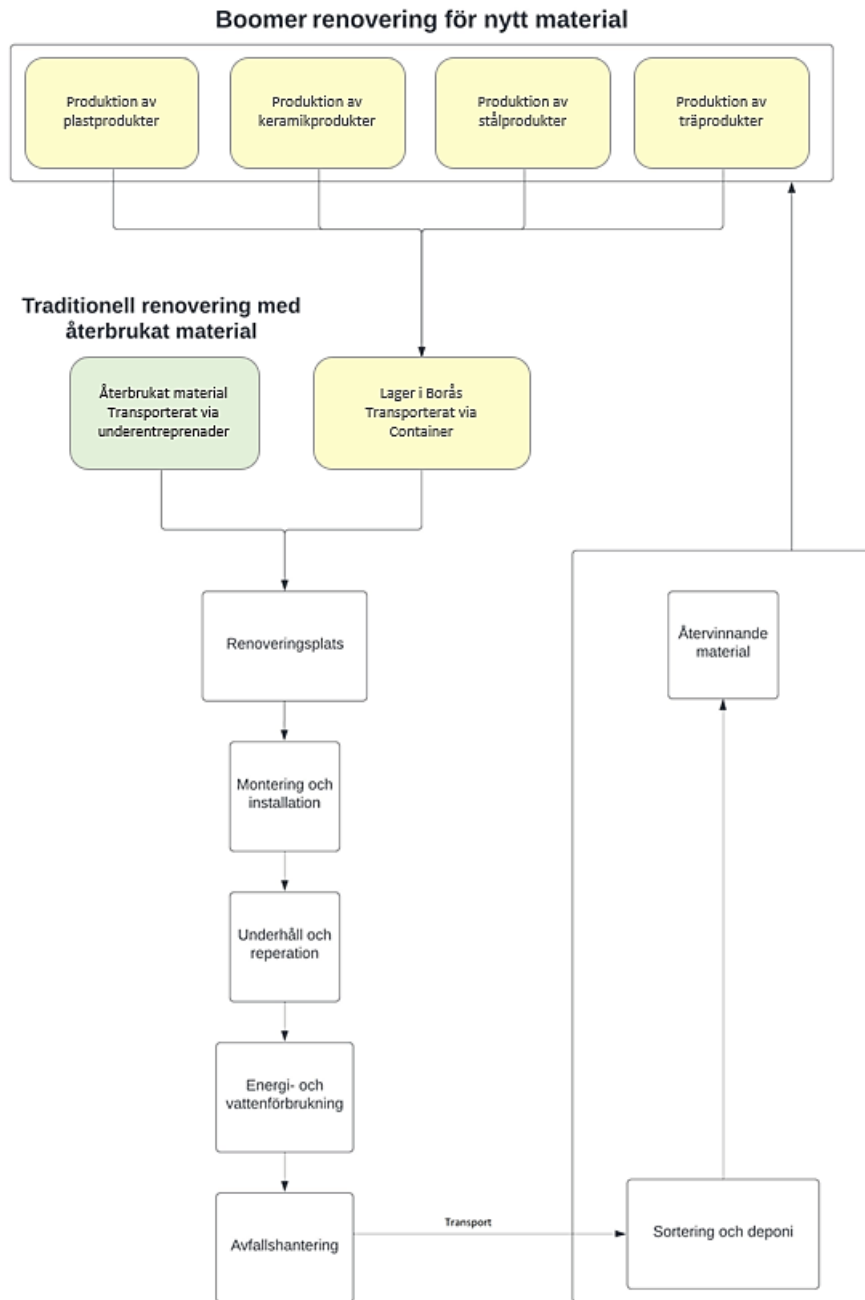 Boomer renovering för nytt material
Produktion av
plastprodukter
Produktion av
keramikprodukter
Produktion av
stålprodukter
Produktion av
träprodukter
Traditionell renovering med
återbrukat material
Återbrukat material
Transporterat via
underentreprenader
Lager i Borås
Transporterat via
Container
Renoveringsplats
Återvinnande
material
Montering och
installation
Underhåll och
reperation
Energi- och
vattenförbrukning
Avfallshantering
Transport
Sortering och deponi